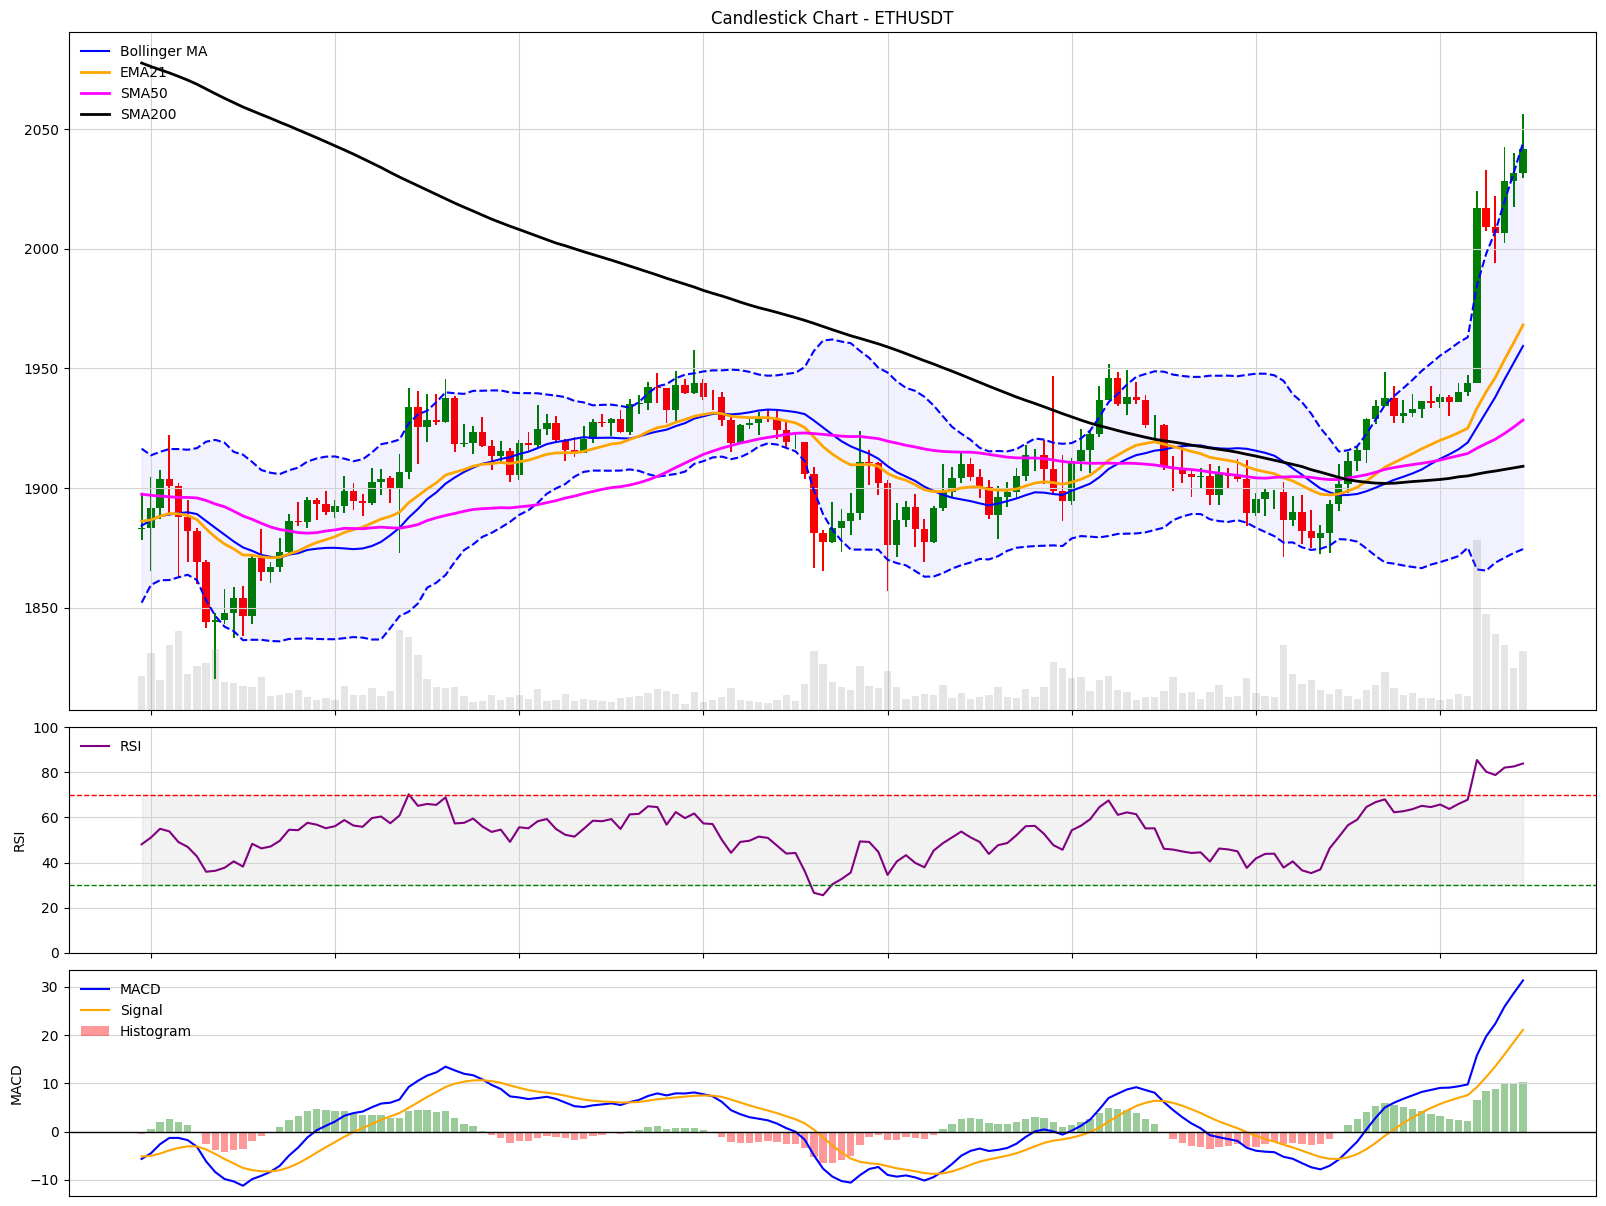 Candlestick Chart - ETHUSDT
Bollinger MA
EMA21
SMA50
SMA200
2050
2000
1950
1900
1850
RSI
100
80
60
40
20
0
RSI
MACD
Signal
Histogram
30
20
10
0
−10
MACD